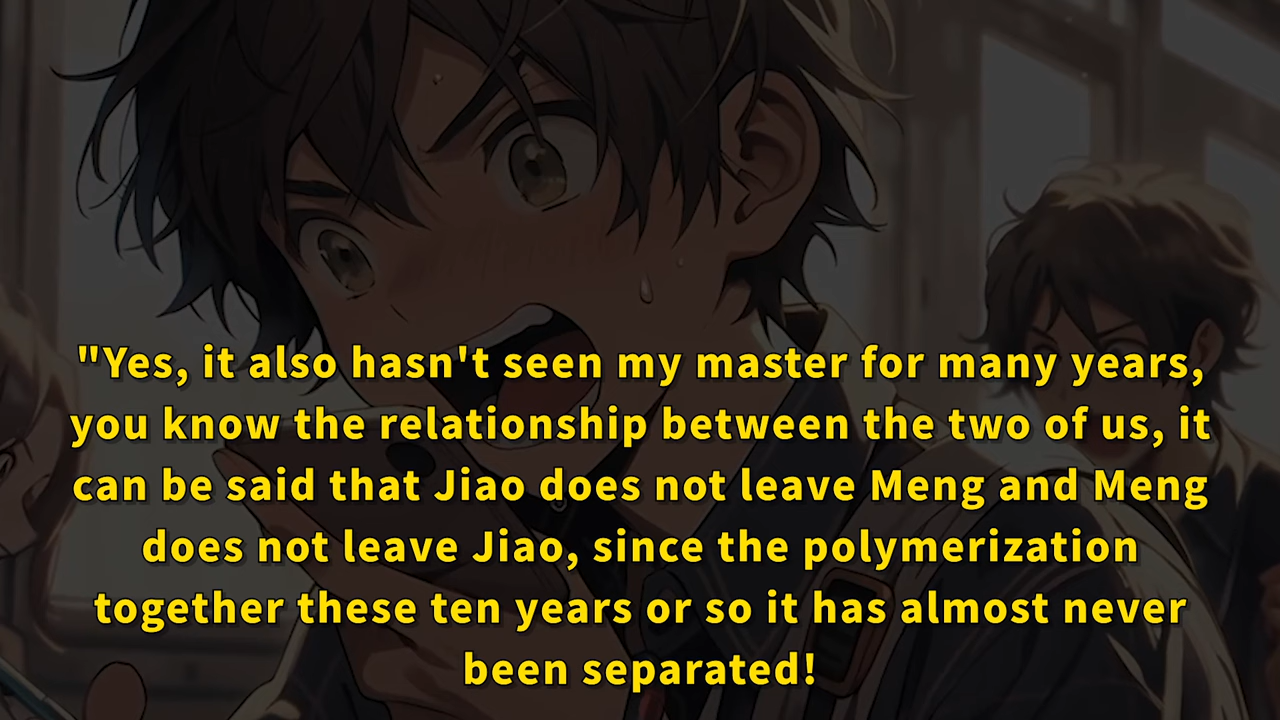 "Yes, it also hasn't seen my master for many years,
you know the relationship between the two of us, it
can be said that Jiao does not leave Meng and Meng
does not leave Jiao, since the polymerization
together these ten years or so it has almost never
been separated!